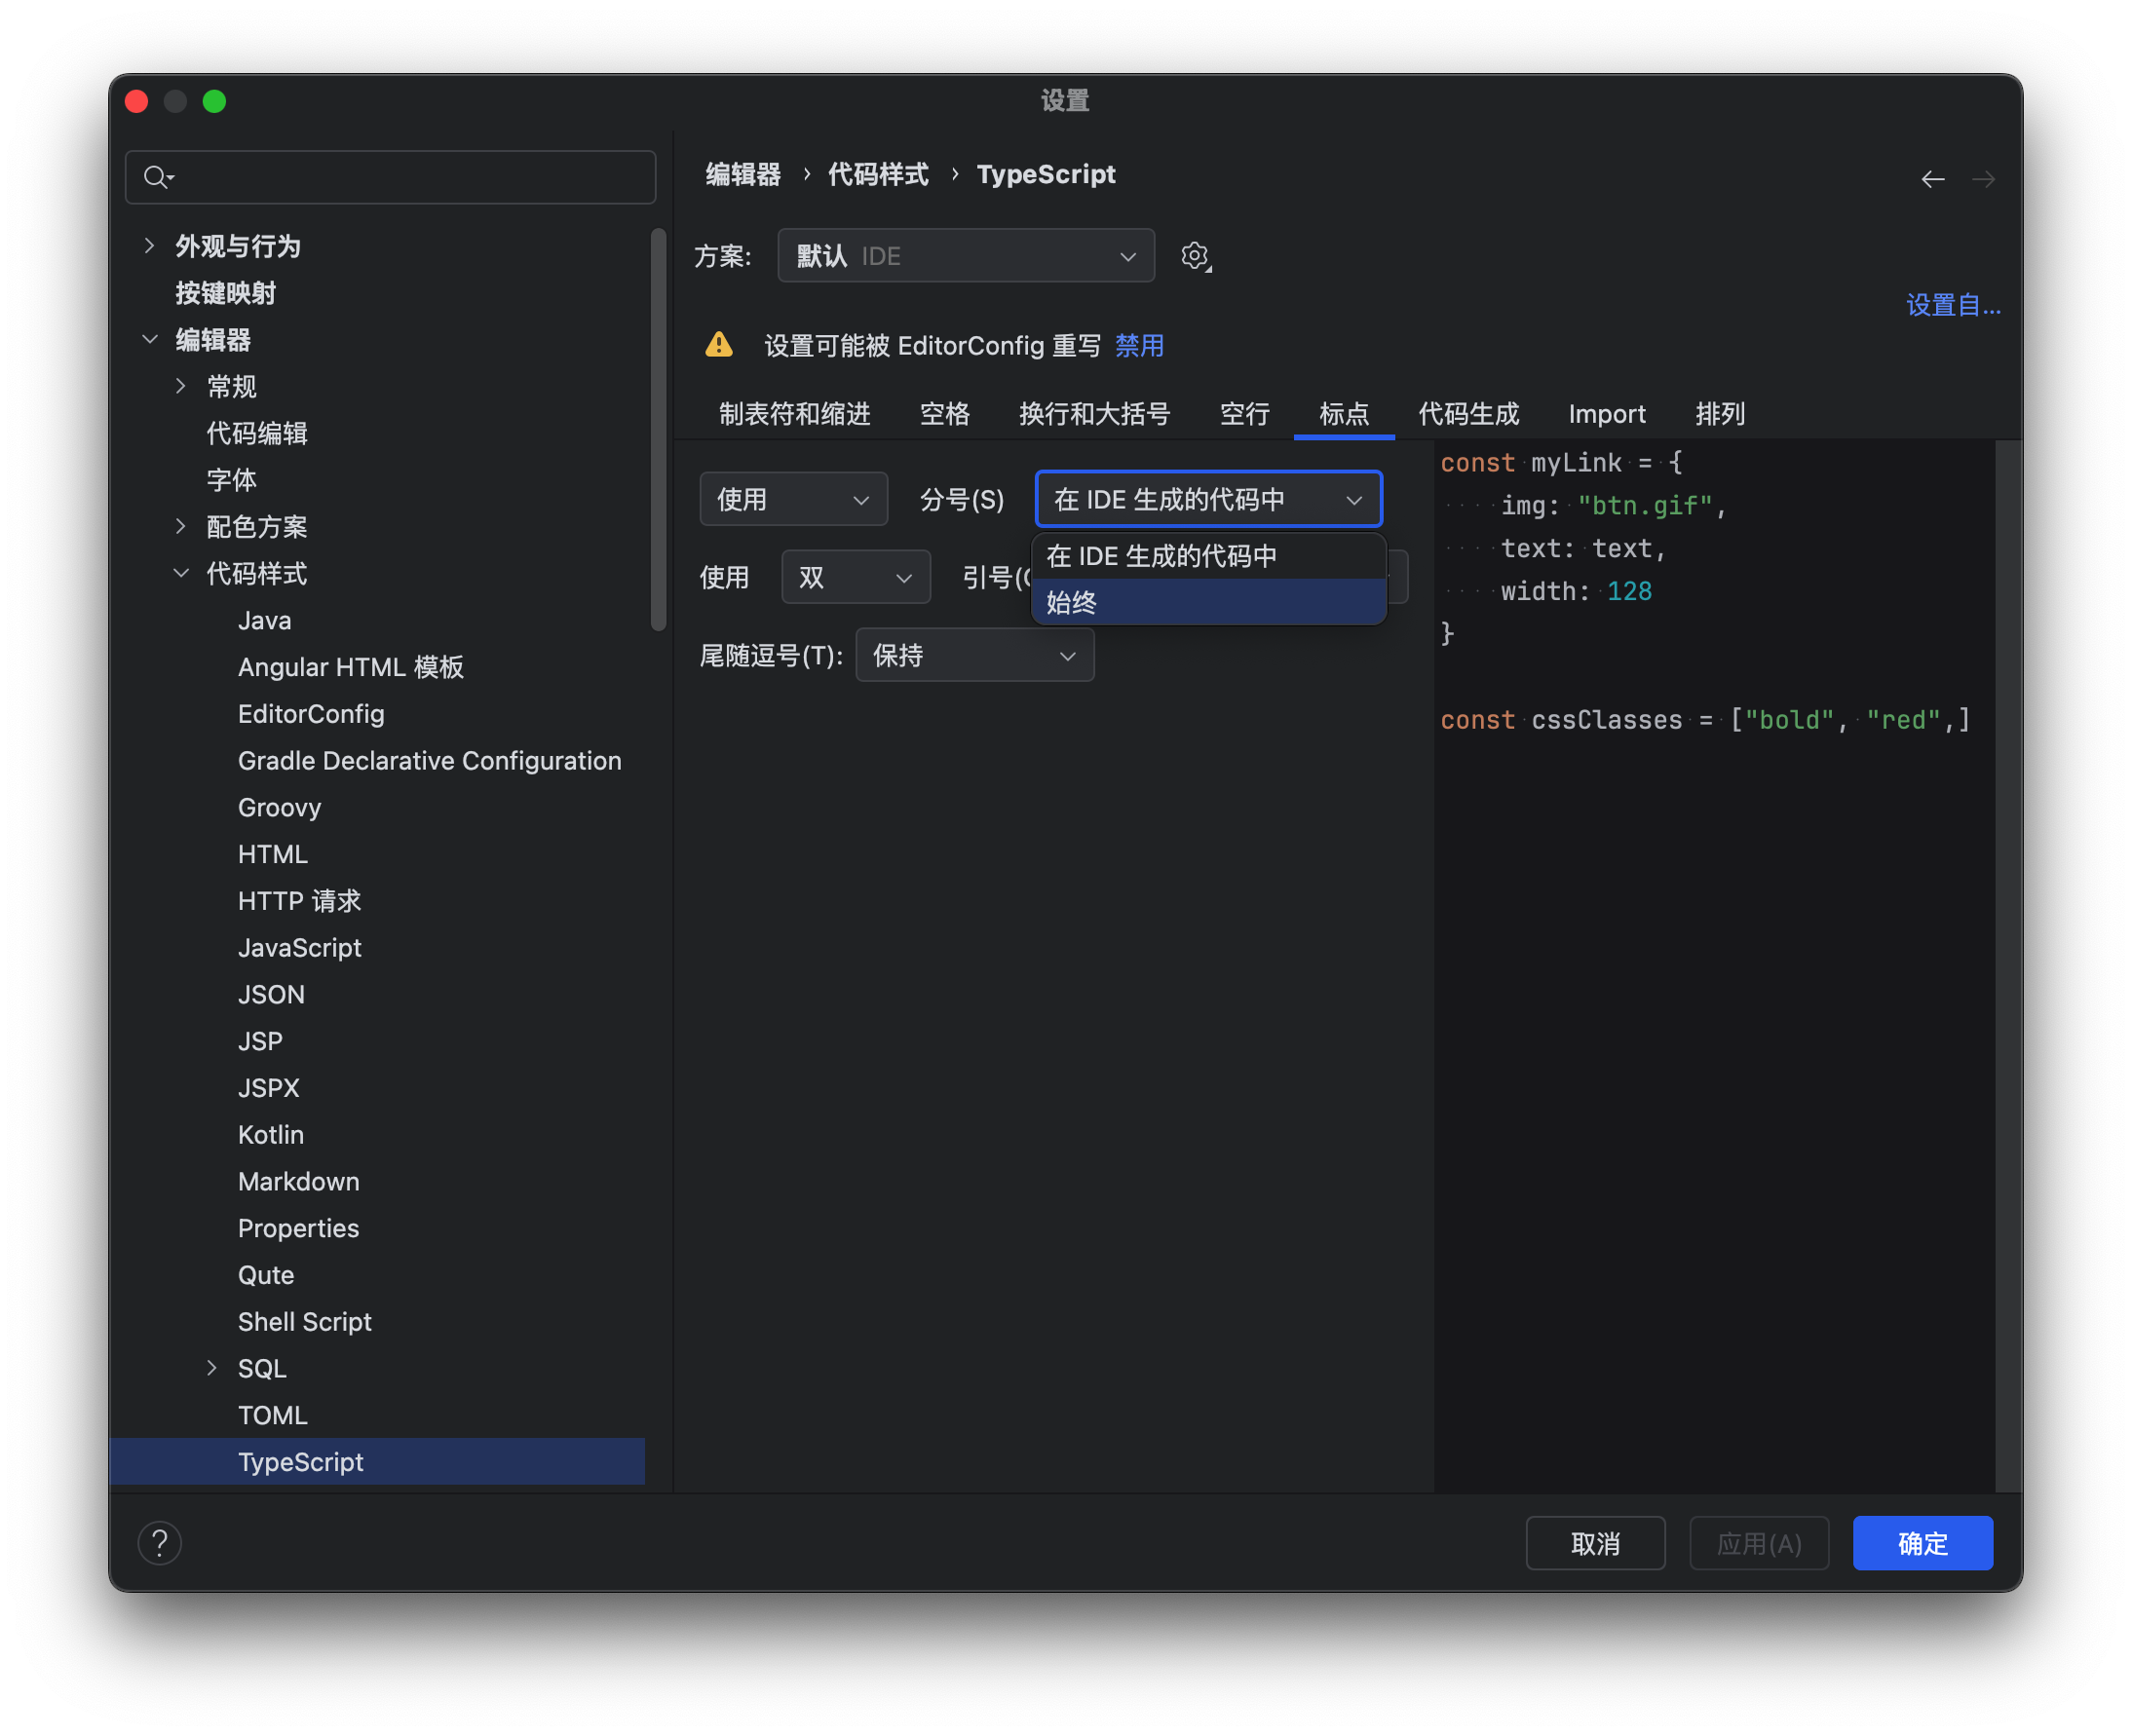 设置
外观与行为
按键映射
编辑器
常规
代码编辑
字体
配色方案
代码样式
Java
Angular HTML 模板
EditorConfig
Gradle Declarative Configuration
Groovy
HTML
HTTP 请求
JavaScript
JSON
JSP
JSPX
Kotlin
Markdown
Properties
Qute
Shell Script
SQL
TOML
TypeScript
编辑器 › 代码样式 › TypeScript
方案: 默认 IDE
设置自...
设置可能被 EditorConfig 重写 禁用
制表符和缩进 空格 换行和大括号 空行 标点 代码生成 Import 排列
使用 分号(S) 在 IDE 生成的代码中
在 IDE 生成的代码中
始终
使用 双 引号(
尾随逗号(T): 保持
const myLink = {
img: "btn.gif",
text: text,
width: 128
}
const cssClasses = ["bold", "red",]
?
取消 应用(A) 确定